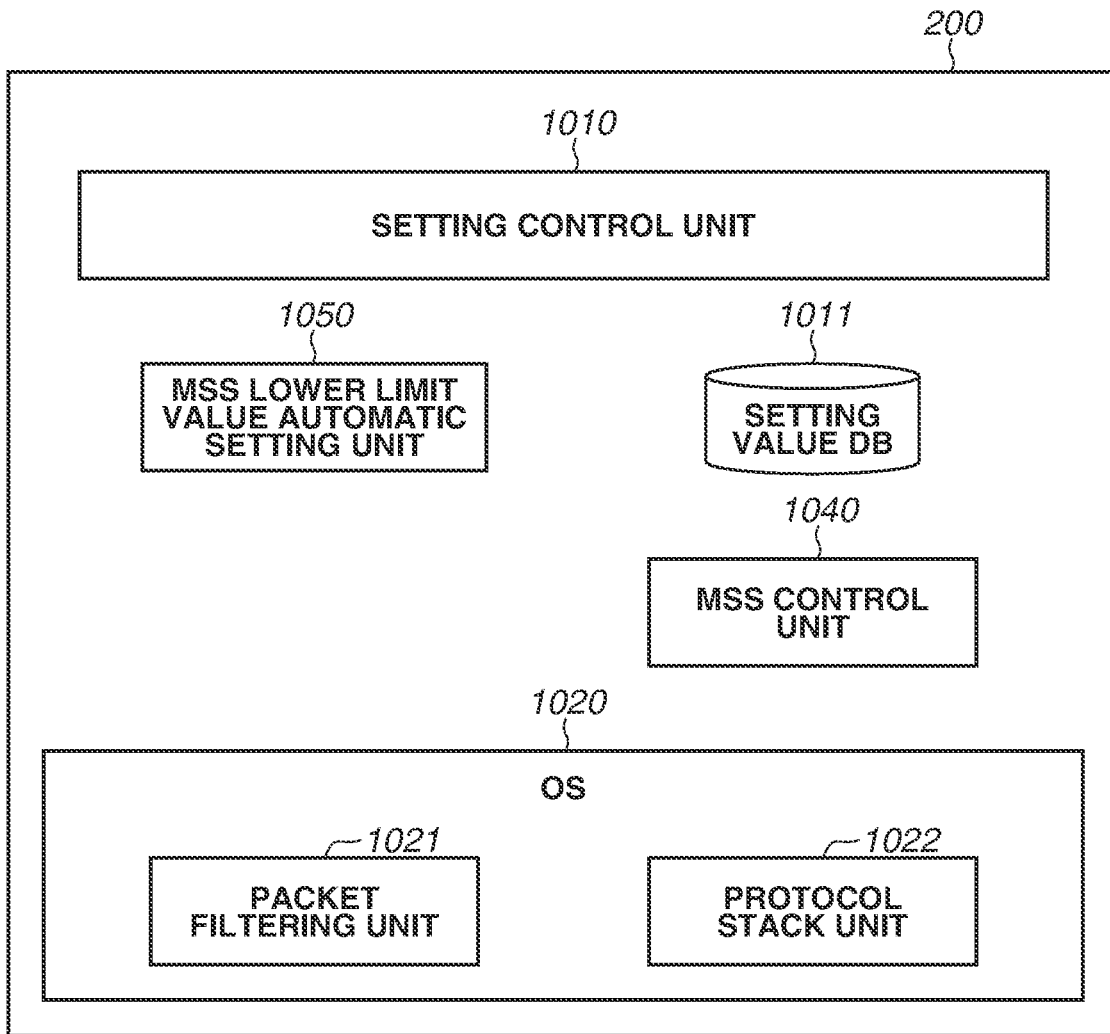 200
1010
SETTING CONTROL UNIT
1050
MSS LOWER LIMIT
VALUE AUTOMATIC
SETTING UNIT
1011
SETTING
VALUE DB
1040
MSS CONTROL
UNIT
1020
OS
1021
PACKET
FILTERING UNIT
1022
PROTOCOL
STACK UNIT